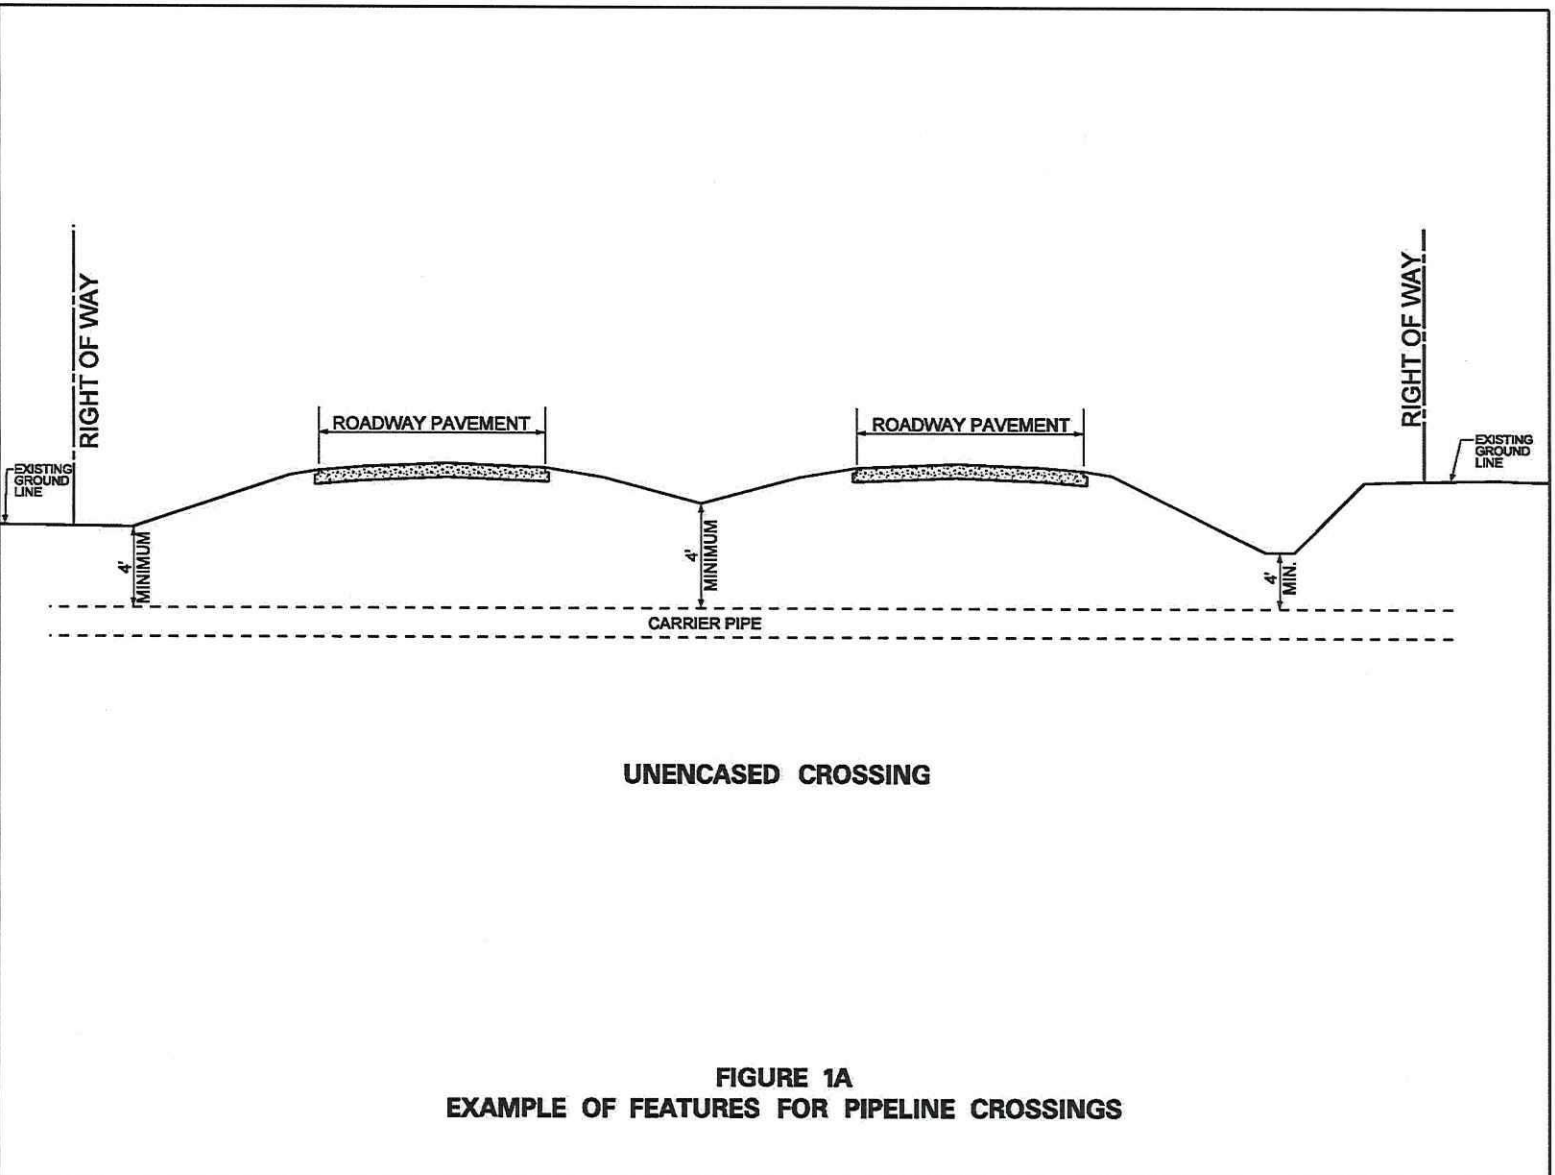 RIGHT OF WAY
RIGHT OF WAY
ROADWAY PAVEMENT
ROADWAY PAVEMENT
EXISTING
GROUND
LINE
EXISTING
GROUND
LINE
4'
MINIMUM
4'
MINIMUM
4'
MIN.
CARRIER PIPE
UNENCASED CROSSING
FIGURE 1A
EXAMPLE OF FEATURES FOR PIPELINE CROSSINGS